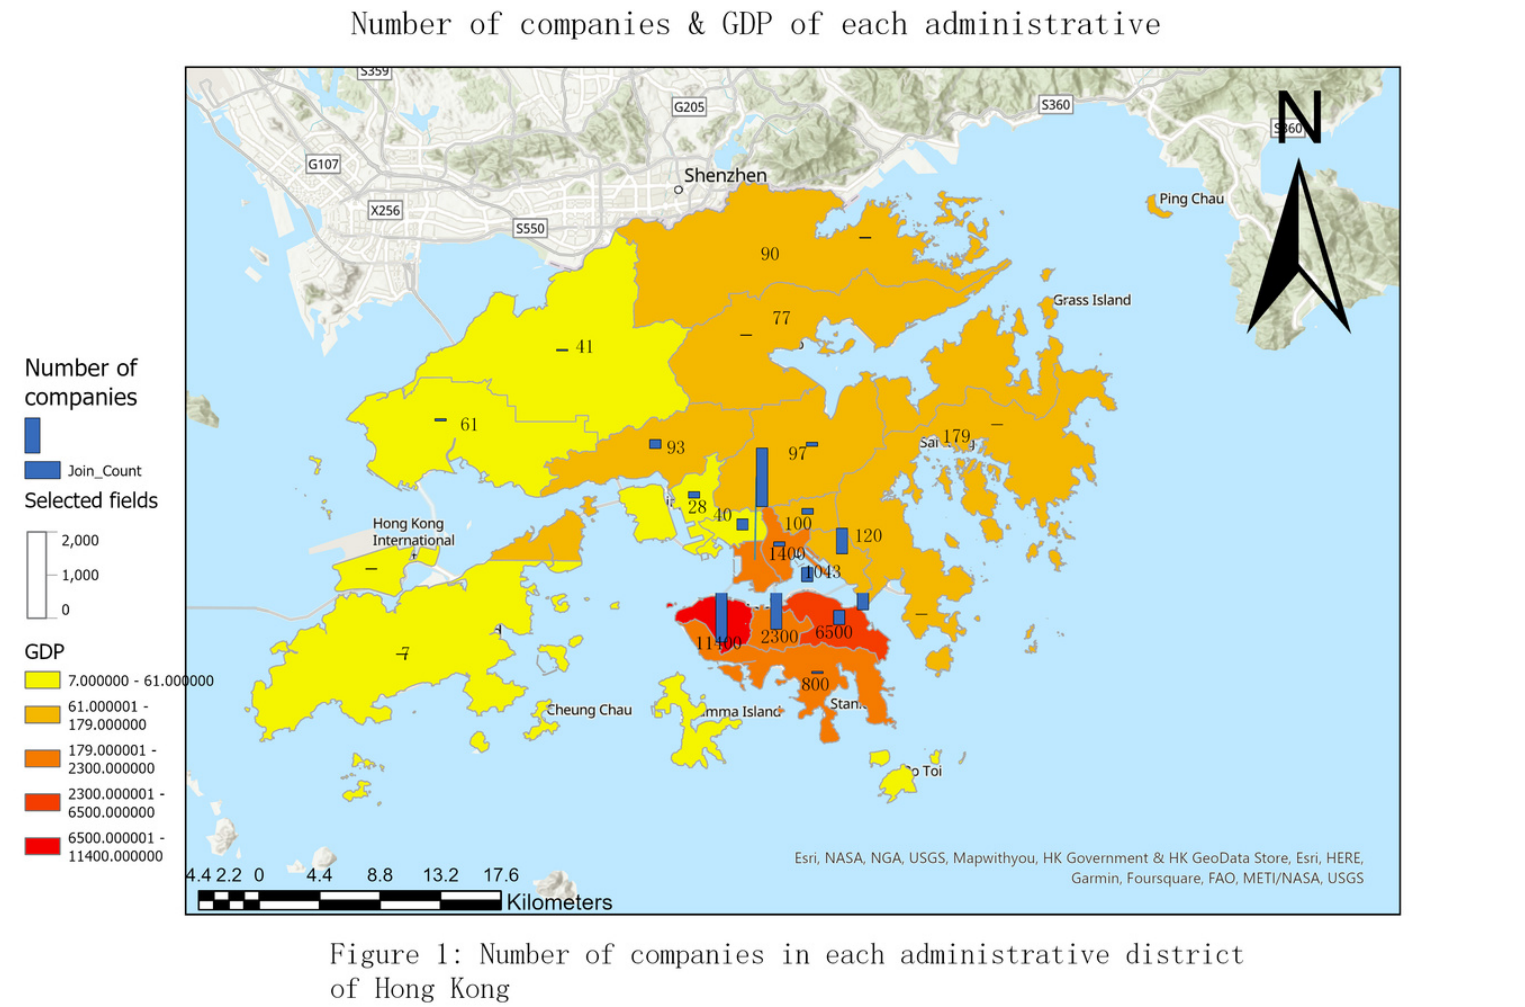 Number of companies & GDP of each administrative
S359
G205
S360
N
S360
G107
Shenzhen
Ping Chau
X256
S550
90
Grass Island
77
41
61
179
93
97
28
40
100
120
Hong Kong
International
1400
1043
11400
2300
6500
7
800
Cheung Chau
mma Island
Stan
o Toi
Number of
companies
Join_Count
Selected fields
2,000
1,000
0
GDP
7.000000 - 61.000000
61.000001 -
179.000000
179.000001 -
2300.000000
2300.000001 -
6500.000000
6500.000001 -
11400.000000
4.4 2.2 0 4.4 8.8 13.2 17.6
Kilometers
Esri, NASA, NGA, USGS, Mapwithyou, HK Government & HK GeoData Store, Esri, HERE,
Garmin, Foursquare, FAO, METI/NASA, USGS
Figure 1: Number of companies in each administrative district
of Hong Kong